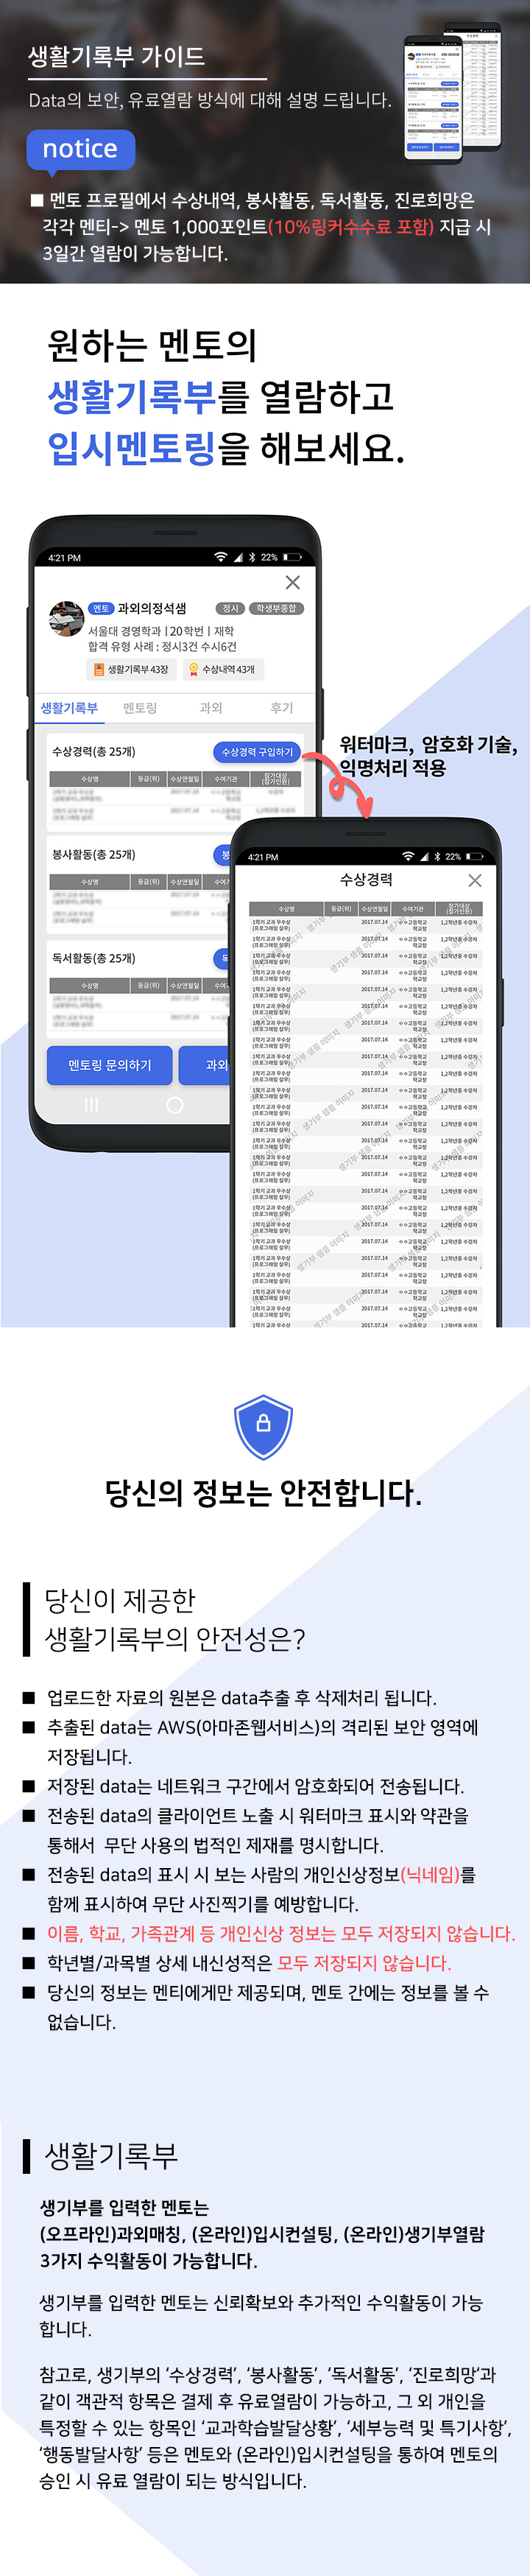 생활기록부 가이드
Data의 보안, 유료열람 방식에 대해 설명 드립니다.
notice
■ 멘토 프로필에서 수상내역, 봉사활동, 독서활동, 진로희망은
각각 멘티-> 멘토 1,000포인트(10%링커수수료 포함) 지급 시
3일간 열람이 가능합니다.
원하는 멘토의
생활기록부를 열람하고
입시멘토링을 해보세요.
4:21 PM 22%
멘토 과외의정석샘 정시 학생부종합
서울대 경영학과 | 20학번 | 재학
합격 유형 사례 : 정시3건 수시6건
생활기록부 43장 수상내역 43개
생활기록부 멘토링 과외 후기
수상경력(총 25개) 수상경력 구입하기
수상명 등급(위) 수상연월일 수여기관 참가대상(참가인원)
워터마크, 암호화 기술,
익명처리 적용
봉사활동(총 25개) 봉
수상명 등급(위) 수상연월일
독서활동(총 25개) 독
수상명 등급(위) 수상연월일
멘토링 문의하기 과외
4:21 PM 22%
수상경력
수상명 등급(위) 수상연월일 수여기관 참가대상(참가인원)
1학기 교과 우수상 2017.07.14 ㅇㅇ고등학교 1,2학년중 수강자
(프로그래밍 실무) 학교장
생기부 샘플 이미지
당신의 정보는 안전합니다.
당신이 제공한
생활기록부의 안전성은?
■ 업로드한 자료의 원본은 data추출 후 삭제처리 됩니다.
■ 추출된 data는 AWS(아마존웹서비스)의 격리된 보안 영역에
저장됩니다.
■ 저장된 data는 네트워크 구간에서 암호화되어 전송됩니다.
■ 전송된 data의 클라이언트 노출 시 워터마크 표시와 약관을
통해서 무단 사용의 법적인 제재를 명시합니다.
■ 전송된 data의 표시 시 보는 사람의 개인신상정보(닉네임)를
함께 표시하여 무단 사진찍기를 예방합니다.
■ 이름, 학교, 가족관계 등 개인신상 정보는 모두 저장되지 않습니다.
■ 학년별/과목별 상세 내신성적은 모두 저장되지 않습니다.
■ 당신의 정보는 멘티에게만 제공되며, 멘토 간에는 정보를 볼 수
없습니다.
생활기록부
생기부를 입력한 멘토는
(오프라인)과외매칭, (온라인)입시컨설팅, (온라인)생기부열람
3가지 수익활동이 가능합니다.
생기부를 입력한 멘토는 신뢰확보와 추가적인 수익활동이 가능
합니다.
참고로, 생기부의 ‘수상경력’, ‘봉사활동’, ‘독서활동’, ‘진로희망’과
같이 객관적 항목은 결제 후 유료열람이 가능하고, 그 외 개인을
특정할 수 있는 항목인 ‘교과학습발달상황’, ‘세부능력 및 특기사항’,
‘행동발달사항’ 등은 멘토와 (온라인)입시컨설팅을 통하여 멘토의
승인 시 유료 열람이 되는 방식입니다.